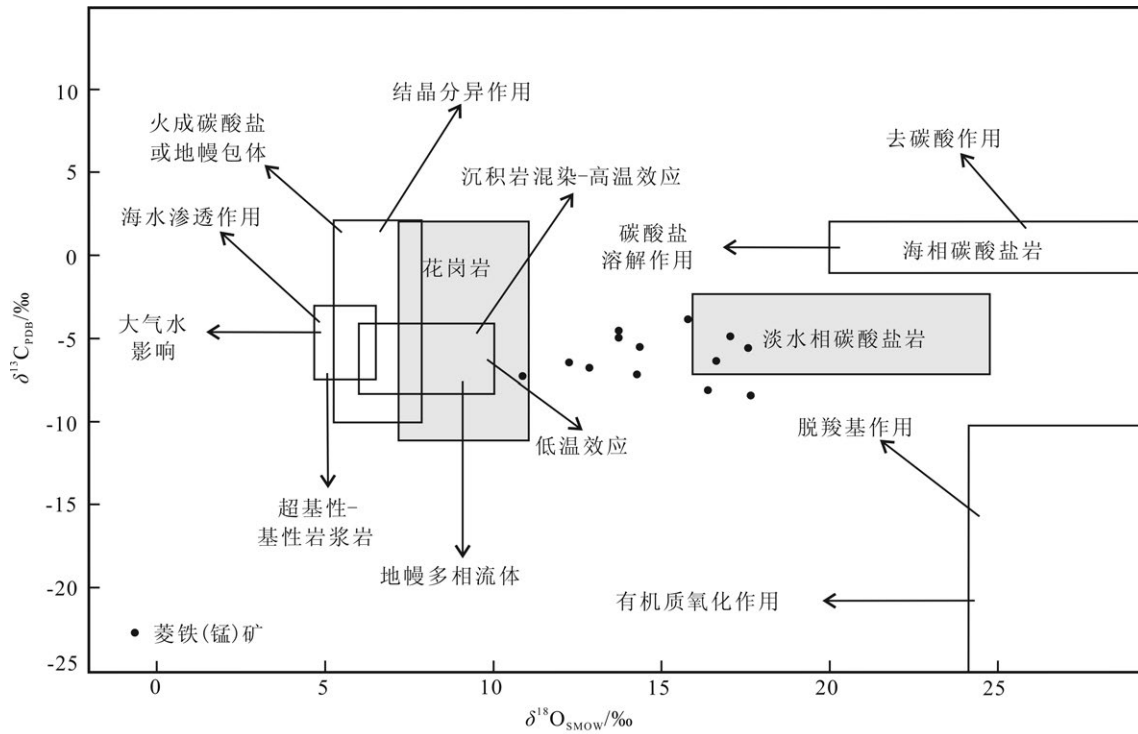 10
5
0
-5
-10
-15
-20
-25
δ¹³C_PDB/‰
结晶分异作用
火成碳酸盐
或地幔包体
去碳酸作用
沉积岩混染-高温效应
海水渗透作用
碳酸盐
溶解作用
海相碳酸盐岩
花岗岩
大气水
影响
淡水相碳酸盐岩
脱羧基作用
低温效应
超基性-
基性岩浆岩
地幔多相流体
有机质氧化作用
菱铁(锰)矿
0
5
10
15
20
25
δ¹⁸O_SMOW/‰